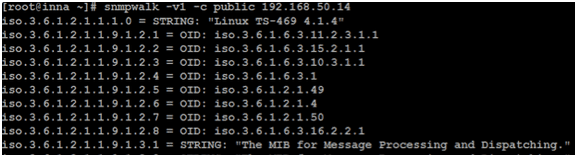 [root@inna ~]# snmpwalk -v1 -c public 192.168.50.14
iso.3.6.1.2.1.1.1.0 = STRING: "Linux TS-469 4.1.4"
iso.3.6.1.2.1.1.9.1.2.1 = OID: iso.3.6.1.6.3.11.2.3.1.1
iso.3.6.1.2.1.1.9.1.2.2 = OID: iso.3.6.1.6.3.15.2.1.1
iso.3.6.1.2.1.1.9.1.2.3 = OID: iso.3.6.1.6.3.10.3.1.1
iso.3.6.1.2.1.1.9.1.2.4 = OID: iso.3.6.1.6.3.1
iso.3.6.1.2.1.1.9.1.2.5 = OID: iso.3.6.1.2.1.49
iso.3.6.1.2.1.1.9.1.2.6 = OID: iso.3.6.1.2.1.4
iso.3.6.1.2.1.1.9.1.2.7 = OID: iso.3.6.1.2.1.50
iso.3.6.1.2.1.1.9.1.2.8 = OID: iso.3.6.1.6.3.16.2.2.1
iso.3.6.1.2.1.1.9.1.3.1 = STRING: "The MIB for Message Processing and Dispatching."